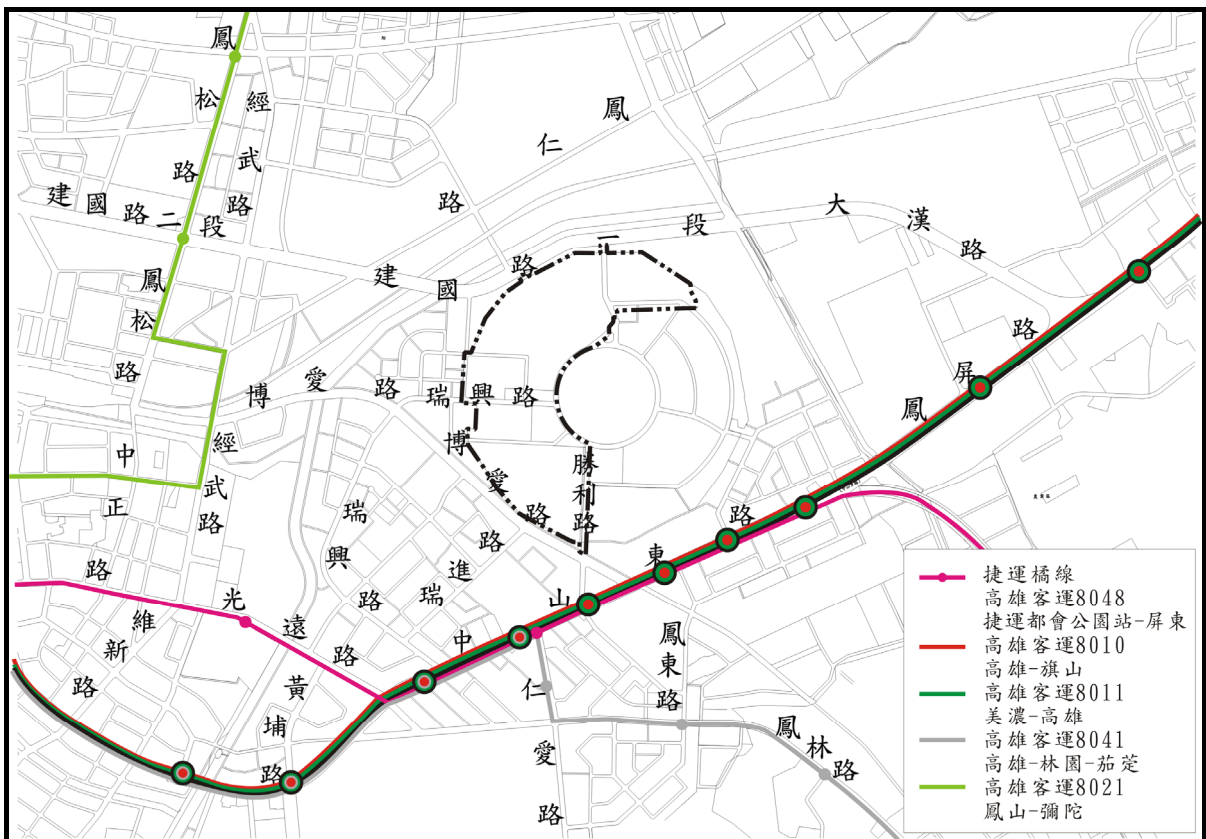 鳳松路
經武路
鳳仁路
建國路二段
大漢路
建國路一段
鳳松路
博愛路
瑞興路
鳳屏路
中正路
經武路
博愛路
勝利路
瑞興路
瑞進路
光遠路
維新路
黃埔路
中山東路
鳳東路
仁愛路
鳳林路
捷運橘線
高雄客運8048
捷運都會公園站-屏東
高雄客運8010
高雄-旗山
高雄客運8011
美濃-高雄
高雄客運8041
高雄-林園-茄萣
高雄客運8021
鳳山-彌陀